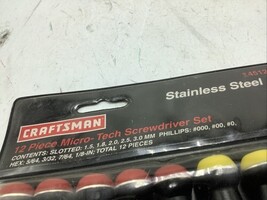 14512
Stainless Steel
CRAFTSMAN
12 Piece Micro-Tech Screwdriver Set
CONTENTS: SLOTTED: 1.5, 1.8, 2.0, 2.5, 3.0 MM PHILLIPS: #000, #00, #0,
HEX: 5/64, 3/32, 7/64, 1/8-IN: TOTAL 12 PIECES